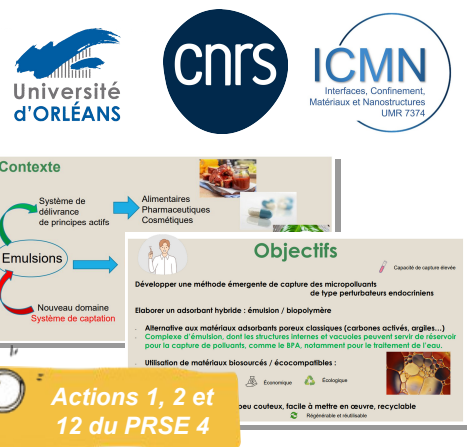 Université
d'ORLÉANS
cnrs
ICMN
Interfaces, Confinement,
Matériaux et Nanostructures
UMR 7374
Contexte
Système de
délivrance
de principes actifs
Alimentaires
Pharmaceutiques
Cosmétiques
Emulsions
Nouveau domaine
Système de captation
Objectifs
Capacité de capture élevée
Développer une méthode émergente de capture des micropolluants
de type perturbateurs endocriniens
Elaborer un adsorbant hybride : émulsion / biopolymère
Alternative aux matériaux adsorbants poreux classiques (carbones activés, argiles…)
Complexe d'émulsion, dont les structures internes et vacuoles peuvent servir de réservoir
pour la capture de polluants, comme le BPA, notamment pour le traitement de l'eau.
Utilisation de matériaux biosourcés / écocompatibles :
Économique
Ecologique
peu couteux, facile à mettre en œuvre, recyclable
Régénérable et réutilisable
Actions 1, 2 et
12 du PRSE 4